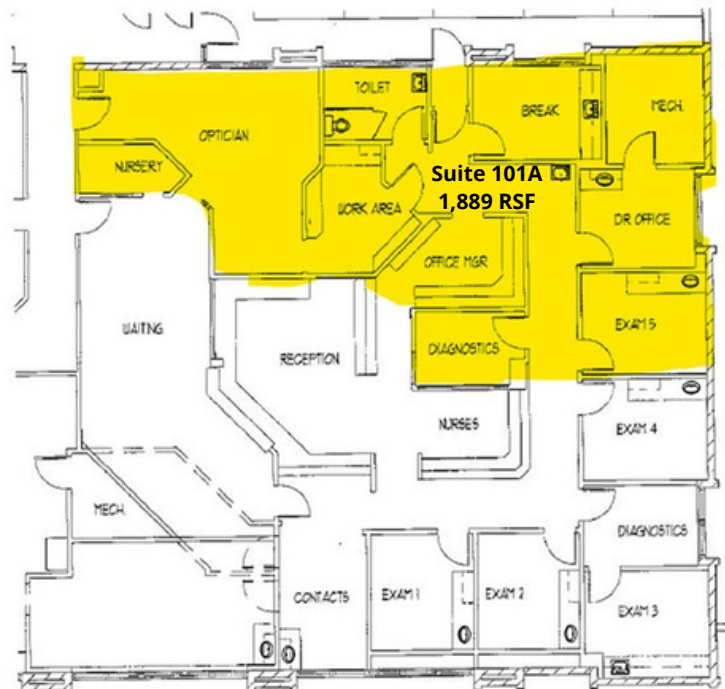 TOILET
BREAK
MECH.
OPTICIAN
NURSERY
Suite 101A
1,889 RSF
WORK AREA
DR OFFICE
OFFICE MGR
WAITING
EXAM 5
DIAGNOSTICS
RECEPTION
NURSES
EXAM 4
MECH.
DIAGNOSTICS
CONTACTS
EXAM 1
EXAM 2
EXAM 3